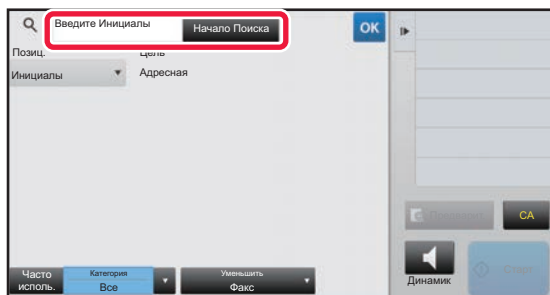 Введите Инициалы
Начало Поиска
OK
Позиц.
Цель
Инициалы
Адресная
CA
Часто
исполь.
Категория
Все
Уменьшить
Факс
Динамик